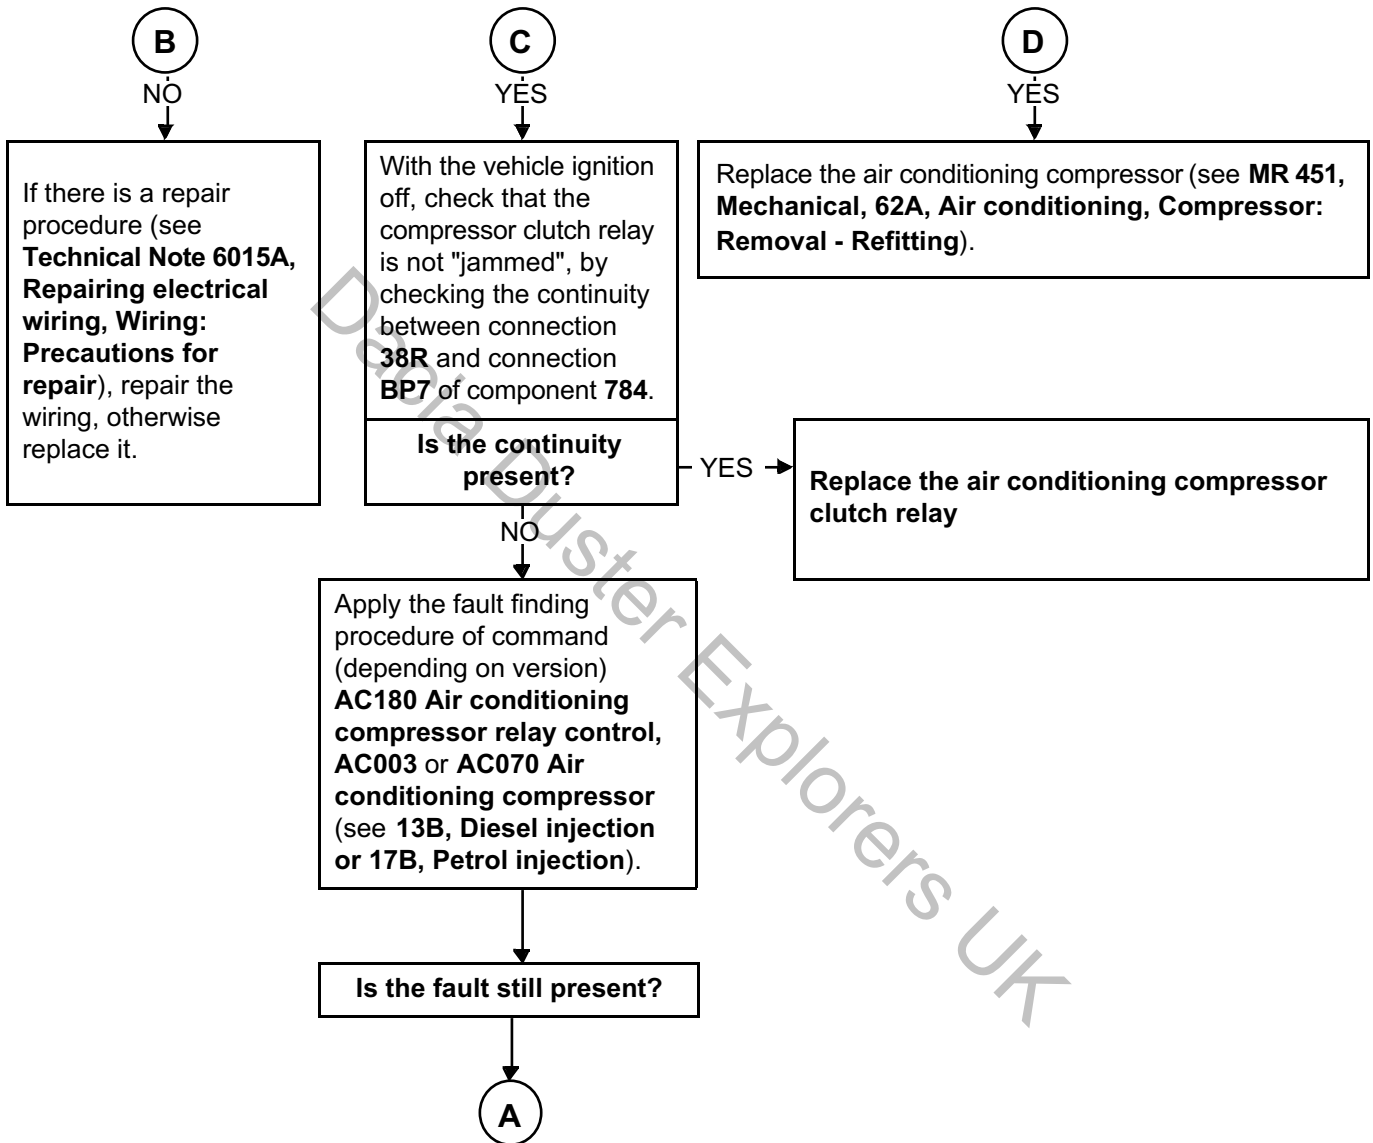 B
NO
If there is a repair
procedure (see
Technical Note 6015A,
Repairing electrical
wiring, Wiring:
Precautions for
repair), repair the
wiring, otherwise
replace it.
C
YES
With the vehicle ignition
off, check that the
compressor clutch relay
is not "jammed", by
checking the continuity
between connection
38R and connection
BP7 of component 784.
Is the continuity
present?
YES
Replace the air conditioning compressor
clutch relay
NO
Apply the fault finding
procedure of command
(depending on version)
AC180 Air conditioning
compressor relay control,
AC003 or AC070 Air
conditioning compressor
(see 13B, Diesel injection
or 17B, Petrol injection).
Is the fault still present?
A
D
YES
Replace the air conditioning compressor (see MR 451,
Mechanical, 62A, Air conditioning, Compressor:
Removal - Refitting).
Dacia Duster Explorers UK